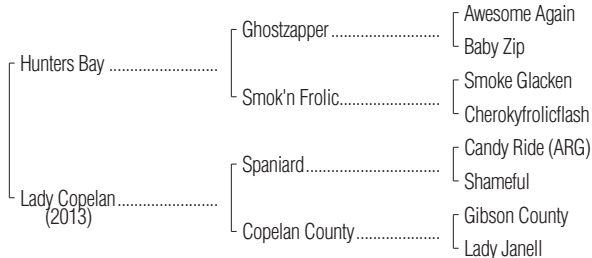 Awesome Again
Ghostzapper
Baby Zip
Hunters Bay
Smoke Glacken
Smok'n Frolic
Cherokyfrolicflash
Candy Ride (ARG)
Spaniard
Shameful
Lady Copelan
(2013)
Gibson County
Copelan County
Lady Janell